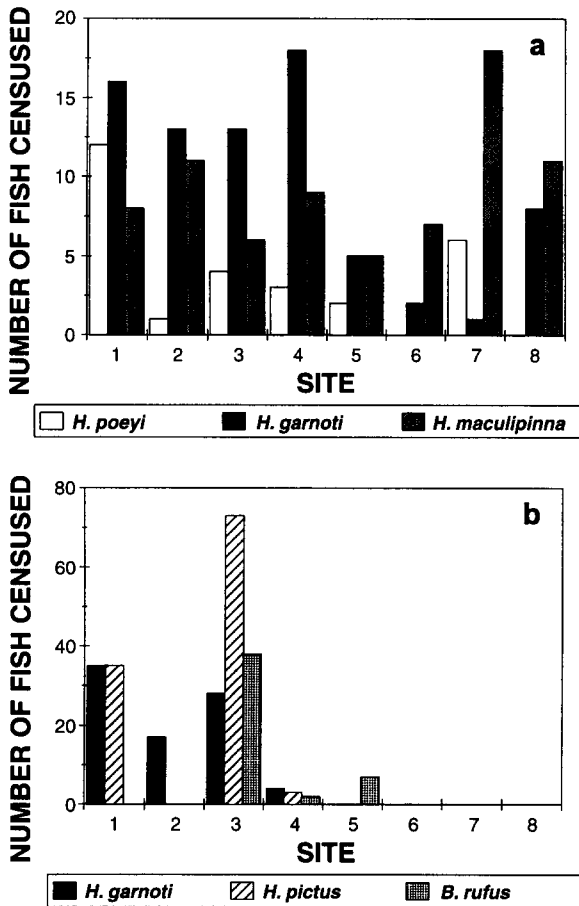 a
NUMBER OF FISH CENSUSED
20
15
10
5
0
1 2 3 4 5 6 7 8
SITE
H. poeyi H. garnoti H. maculipinna
b
NUMBER OF FISH CENSUSED
80
60
40
20
0
1 2 3 4 5 6 7 8
SITE
H. garnoti H. pictus B. rufus